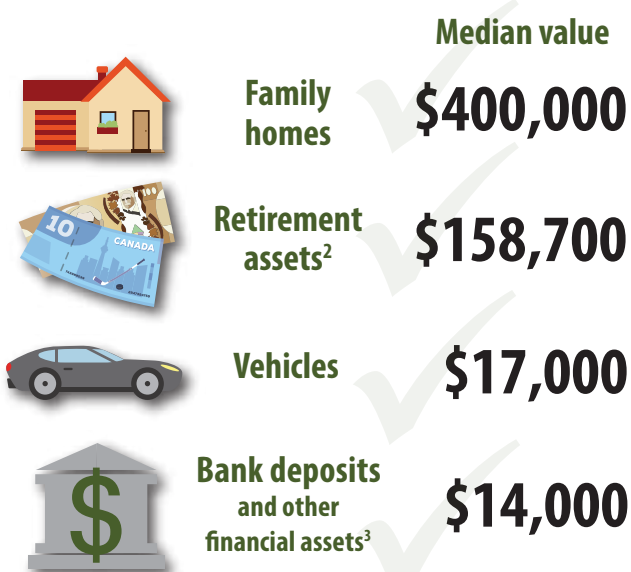 Median value
Family
homes
$400,000
10
CANADA
Retirement
assets²
$158,700
Vehicles
$17,000
$
Bank deposits
and other
financial assets³
$14,000